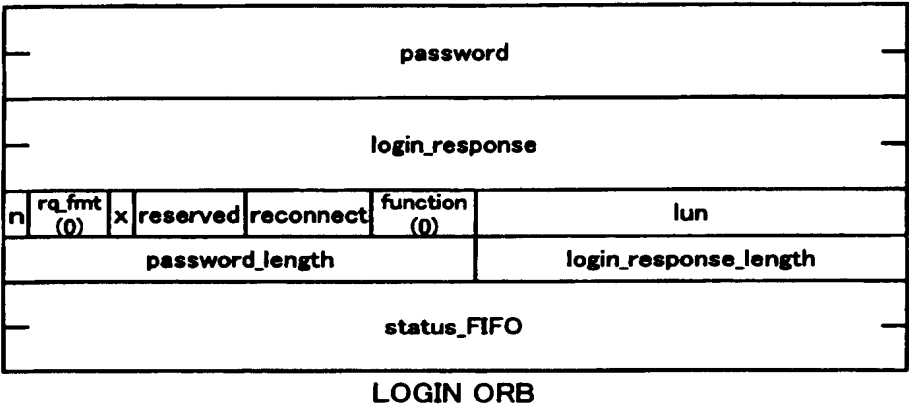 password
login_response
n rq_fmt (0) x reserved reconnect function (0) lun
password_length login_response_length
status_FIFO
LOGIN ORB